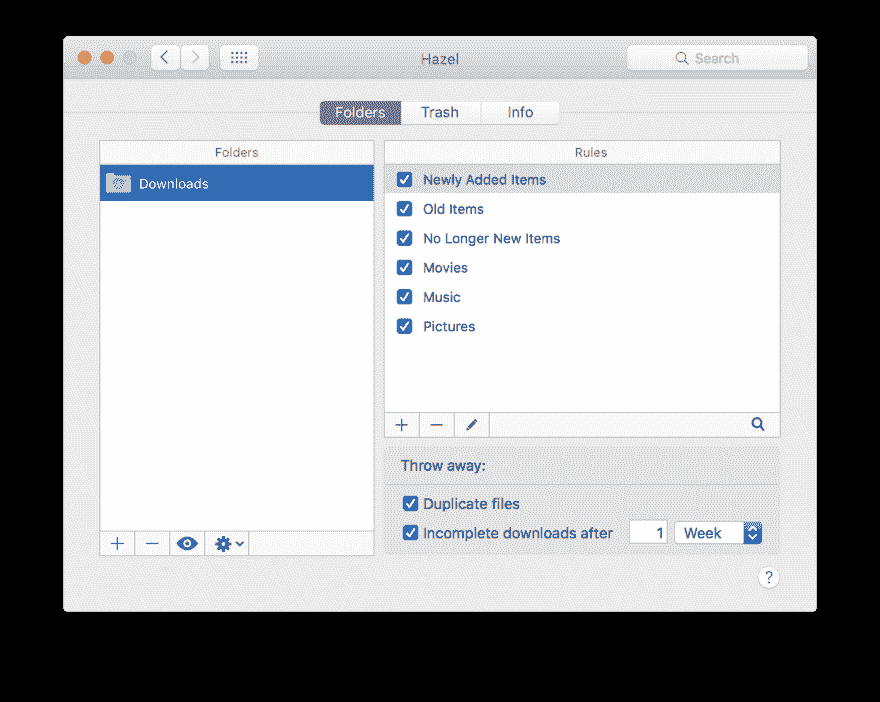 Hazel
Search
Folders
Trash
Info
Folders
Downloads
Rules
Newly Added Items
Old Items
No Longer New Items
Movies
Music
Pictures
Throw away:
Duplicate files
Incomplete downloads after 1 Week
?